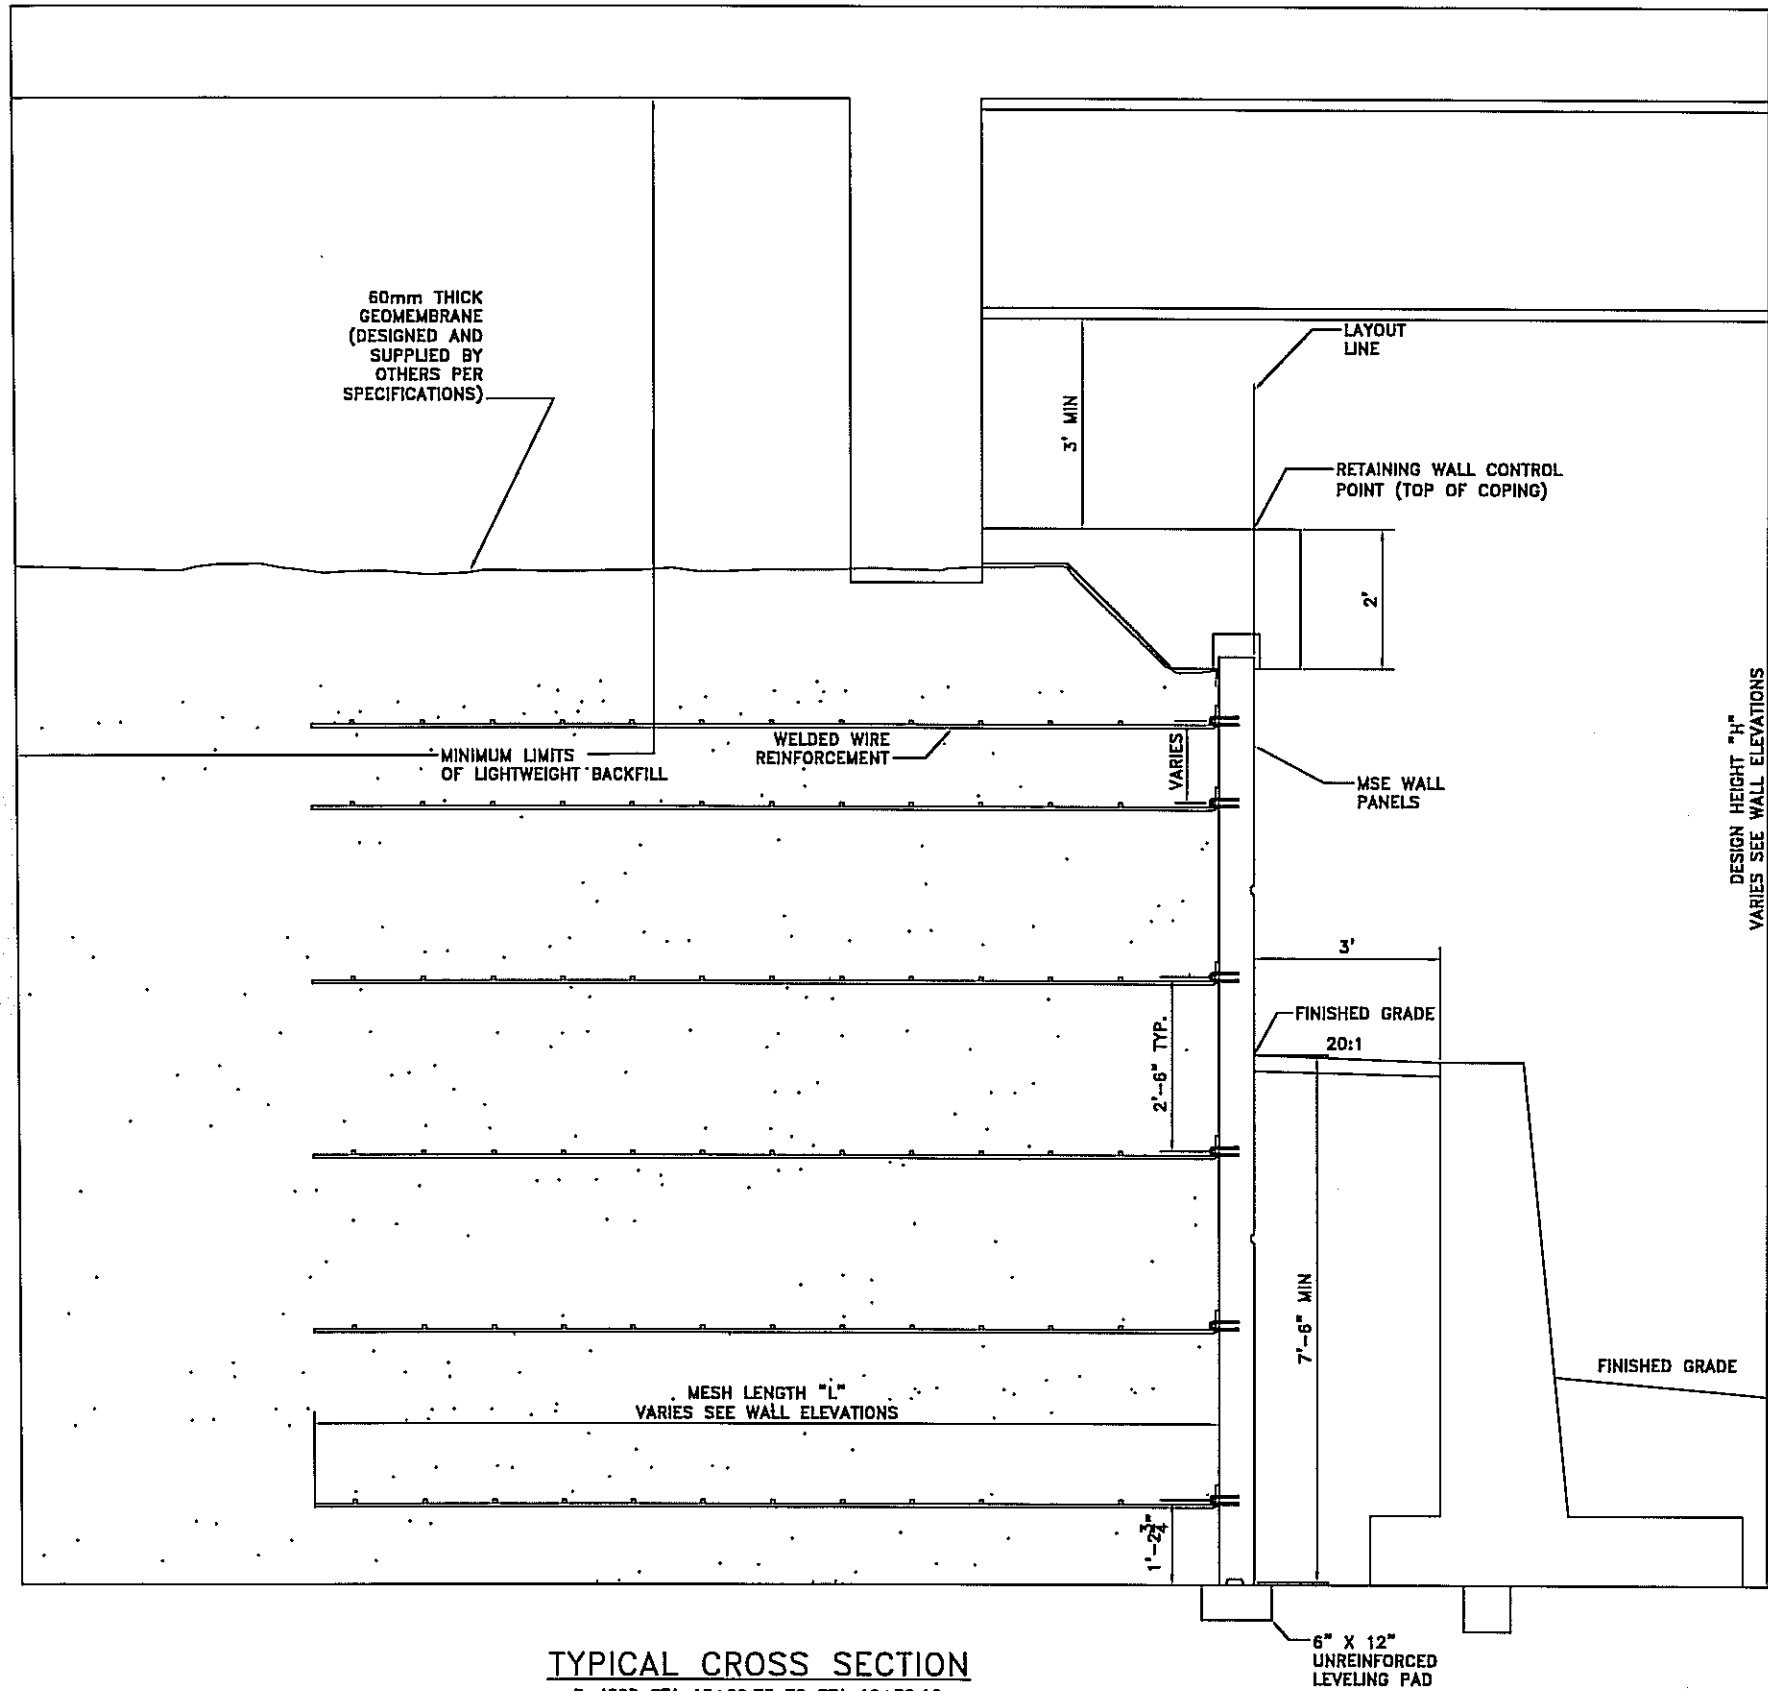 60mm THICK
GEOMEMBRANE
(DESIGNED AND
SUPPLIED BY
OTHERS PER
SPECIFICATIONS)
LAYOUT
LINE
3' MIN
RETAINING WALL CONTROL
POINT (TOP OF COPING)
2'
WELDED WIRE
REINFORCEMENT
MINIMUM LIMITS
OF LIGHTWEIGHT BACKFILL
VARIES
MSE WALL
PANELS
DESIGN HEIGHT "H"
VARIES SEE WALL ELEVATIONS
3'
FINISHED GRADE
20:1
2'-6" TYP.
7'-6" MIN
FINISHED GRADE
MESH LENGTH "L"
VARIES SEE WALL ELEVATIONS
1'-2 3/4"
6" X 12"
UNREINFORCED
LEVELING PAD
TYPICAL CROSS SECTION